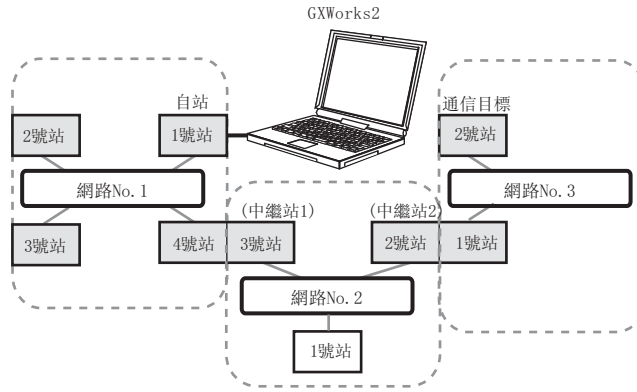 GXWorks2
自站
通信目標
2號站
1號站
2號站
網路No.1
網路No.3
(中繼站1)
(中繼站2)
3號站
4號站
3號站
2號站
1號站
網路No.2
1號站